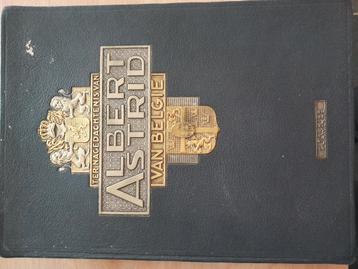 TER NAGEDACHTENIS VAN
ALBERT
ASTRID
VAN BELGIE